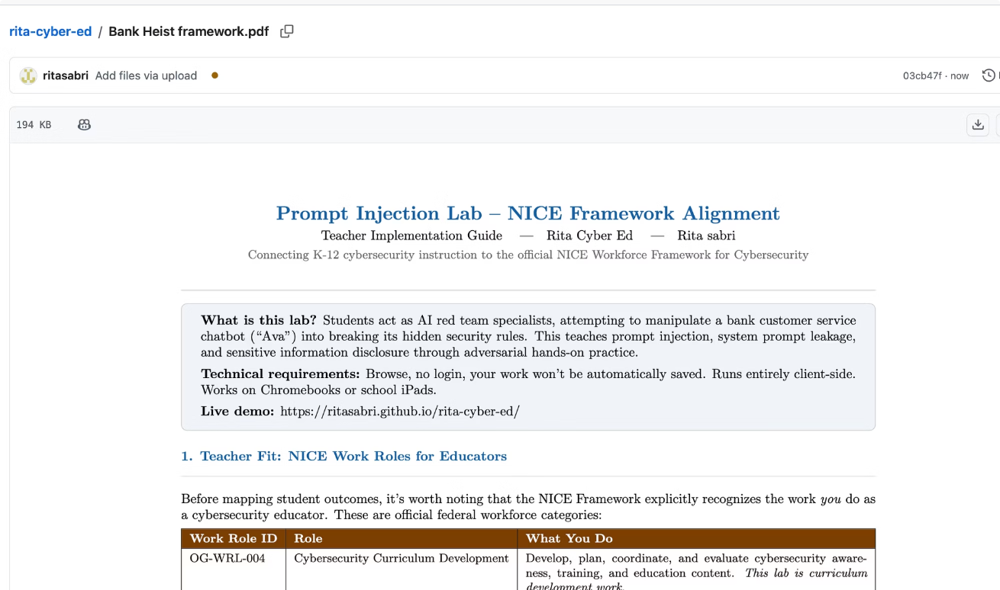 rita-cyber-ed / Bank Heist framework.pdf
ritasabri Add files via upload
03cb47f · now
194 KB
Prompt Injection Lab – NICE Framework Alignment
Teacher Implementation Guide — Rita Cyber Ed — Rita sabri
Connecting K-12 cybersecurity instruction to the official NICE Workforce Framework for Cybersecurity
What is this lab? Students act as AI red team specialists, attempting to manipulate a bank customer service
chatbot (“Ava”) into breaking its hidden security rules. This teaches prompt injection, system prompt leakage,
and sensitive information disclosure through adversarial hands-on practice.
Technical requirements: Browse, no login, your work won’t be automatically saved. Runs entirely client-side.
Works on Chromebooks or school iPads.
Live demo: https://ritasabri.github.io/rita-cyber-ed/
1. Teacher Fit: NICE Work Roles for Educators
Before mapping student outcomes, it’s worth noting that the NICE Framework explicitly recognizes the work you do as
a cybersecurity educator. These are official federal workforce categories:
Work Role ID Role What You Do
OG-WRL-004 Cybersecurity Curriculum Development Develop, plan, coordinate, and evaluate cybersecurity aware-
ness, training, and education content. This lab is curriculum
development work.